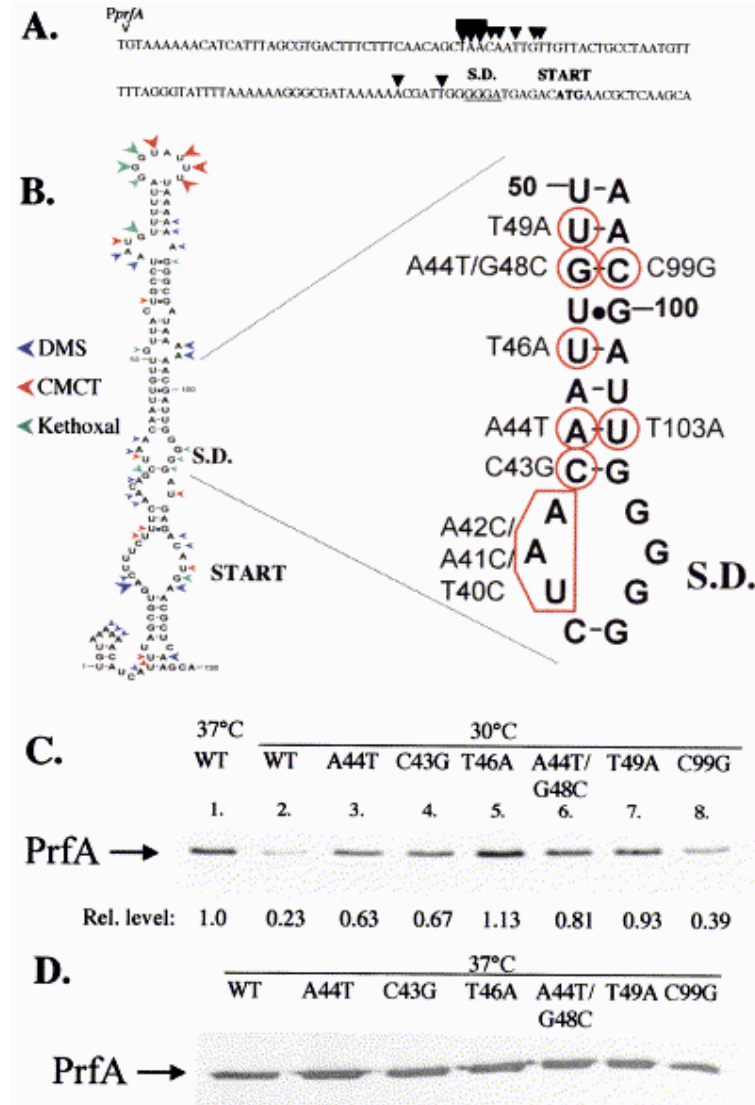 A.
PprfA
TGTAAAAAACATCATTTAGCGTGACTTTCTTTCAACAGCTAACAATTGTTGTTACTGCCTAATGTT
S.D. START
TTTAGGGTATTTTAAAAAAGGGCGATAAAAAACGATTGGGGGATGAGACATGAACGCTCAAGCA
B.
DMS
CMCT
Kethoxal
S.D.
START
50 U-A
T49A U-A
A44T/G48C G-C C99G
U•G 100
T46A U-A
A-U
A44T A-U T103A
C43G C-G
A G
A42C/
A41C/ A G
T40C U G
S.D.
C-G
C.
37°C 30°C
WT WT A44T C43G T46A A44T/ T49A C99G
G48C
1. 2. 3. 4. 5. 6. 7. 8.
PrfA
Rel. level: 1.0 0.23 0.63 0.67 1.13 0.81 0.93 0.39
D.
37°C
WT A44T C43G T46A A44T/ T49A C99G
G48C
PrfA